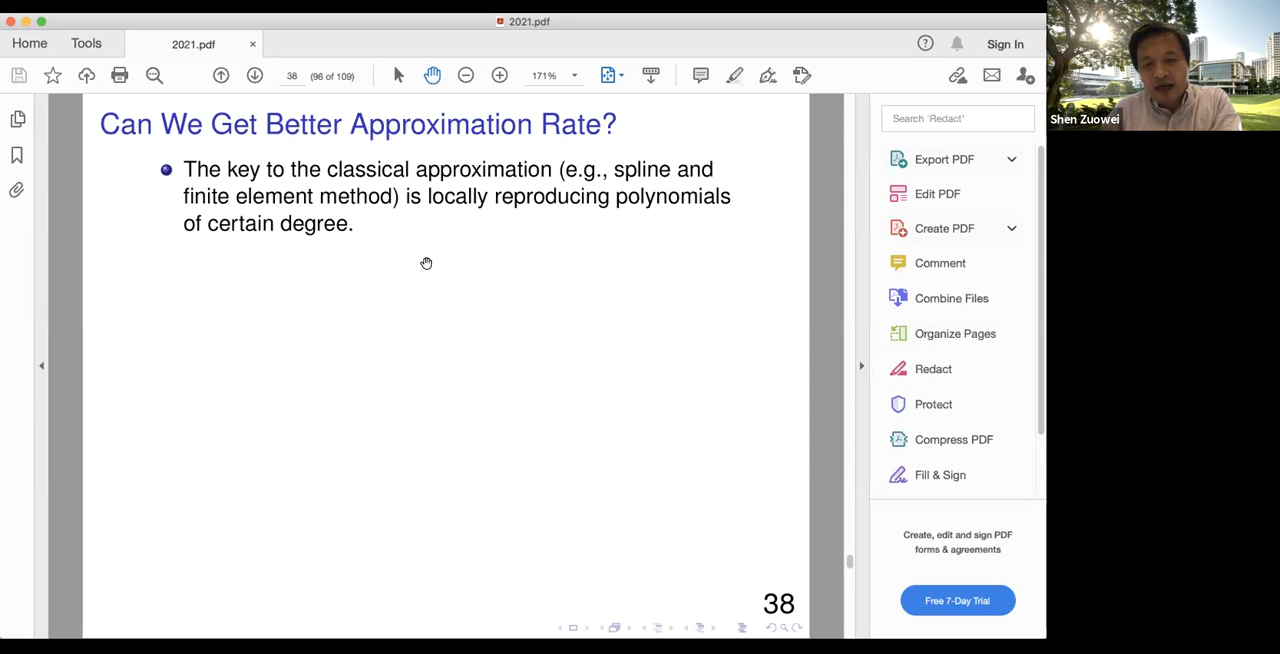 2021.pdf
Home
Tools
2021.pdf
×
Sign In
38
(96 of 109)
171%
Shen Zuowei
Can We Get Better Approximation Rate?
The key to the classical approximation (e.g., spline and
finite element method) is locally reproducing polynomials
of certain degree.
38
Search 'Redact'
Export PDF
Edit PDF
Create PDF
Comment
Combine Files
Organize Pages
Redact
Protect
Compress PDF
Fill & Sign
Create, edit and sign PDF
forms & agreements
Free 7-Day Trial